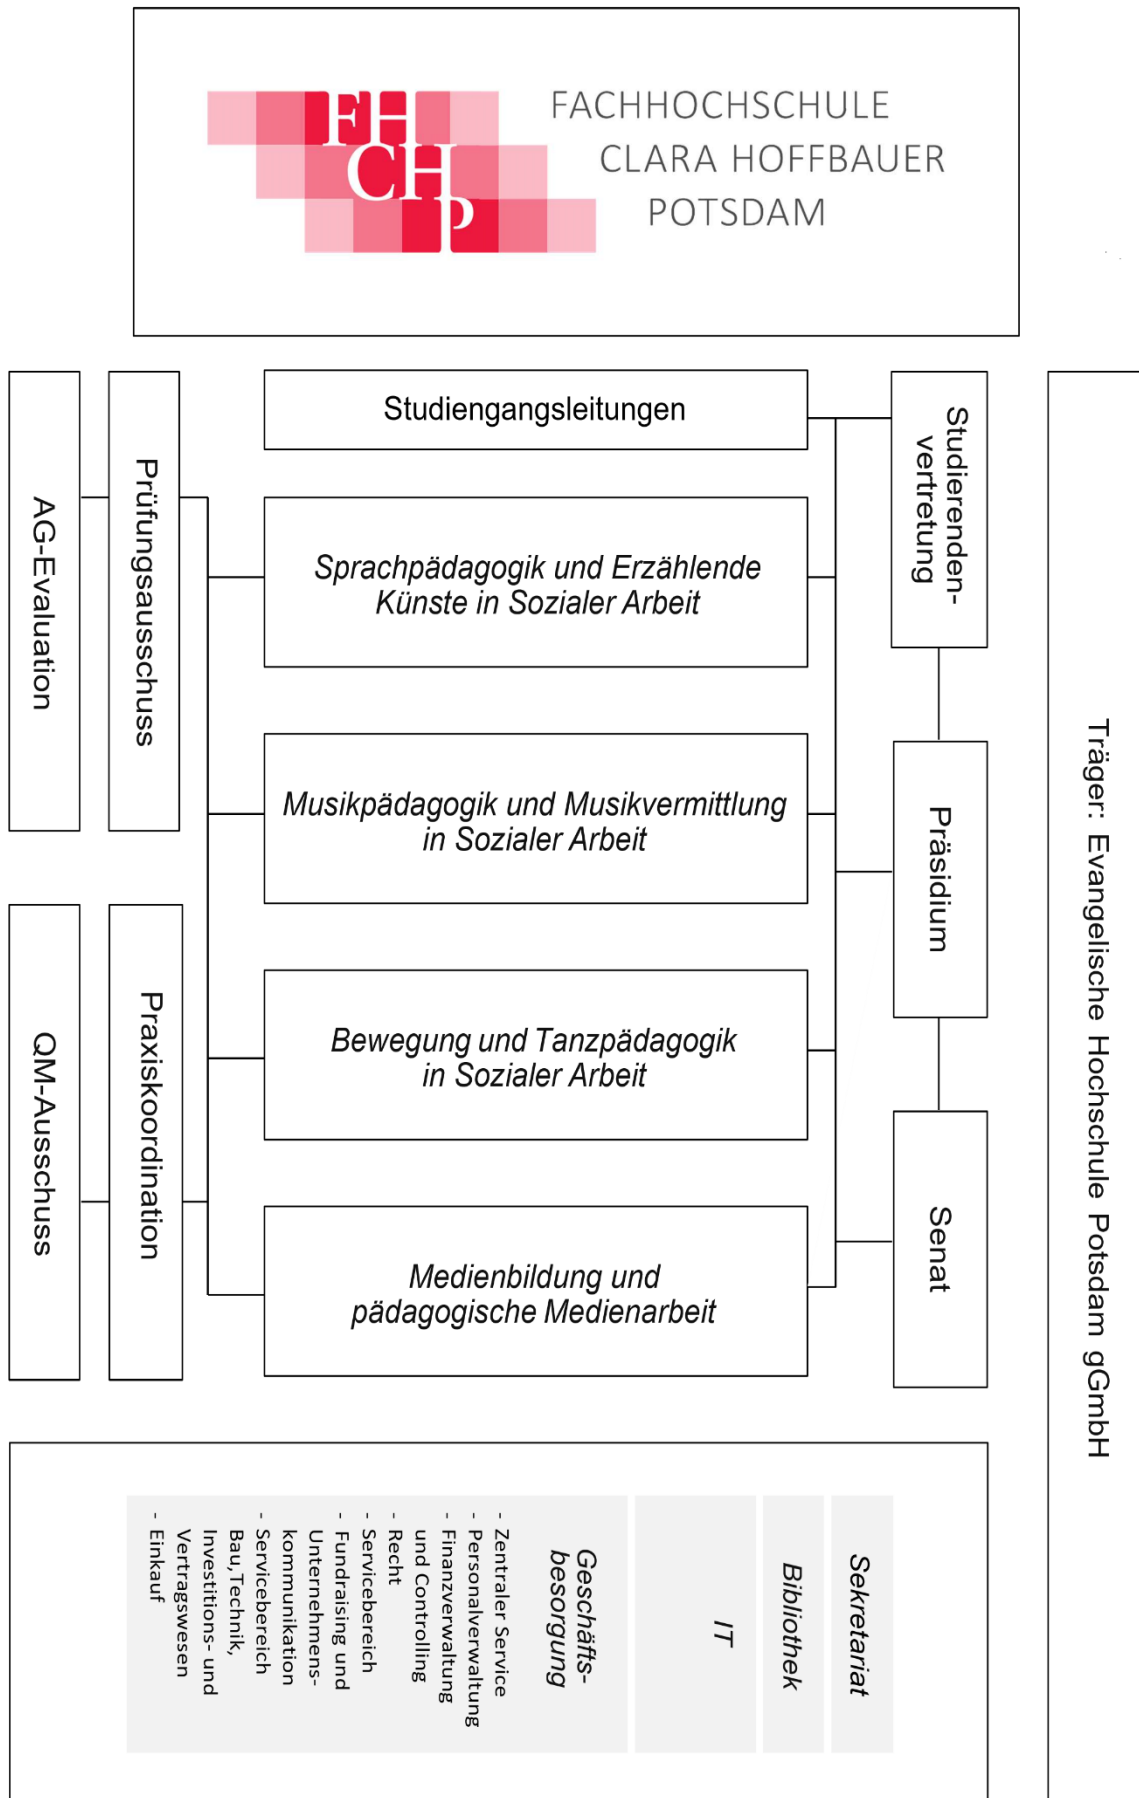 FH
CH
P
FACHHOCHSCHULE
CLARA HOFFBAUER
POTSDAM
Träger: Evangelische Hochschule Potsdam gGmbH
Studierenden-
vertretung
Präsidium
Senat
Studiengangsleitungen
Sprachpädagogik und Erzählende
Künste in Sozialer Arbeit
Musikpädagogik und Musikvermittlung
in Sozialer Arbeit
Bewegung und Tanzpädagogik
in Sozialer Arbeit
Medienbildung und
pädagogische Medienarbeit
Prüfungsausschuss
Praxiskoordination
AG-Evaluation
QM-Ausschuss
Sekretariat
Bibliothek
IT
Geschäfts-
besorgung
- Zentraler Service
- Personalverwaltung
- Finanzverwaltung
und Controlling
- Recht
- Servicebereich
- Fundraising und
Unternehmens-
kommunikation
- Servicebereich
Bau,Technik,
Investitions- und
Vertragswesen
- Einkauf